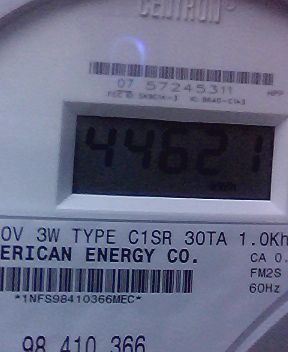 CENTRON
07 57245311
44621
0V 3W TYPE C1SR 30TA 1.0Kh
ERICAN ENERGY CO.
CA 0.
FM2S
60Hz
*1NFS98410366MEC*
98 410 366